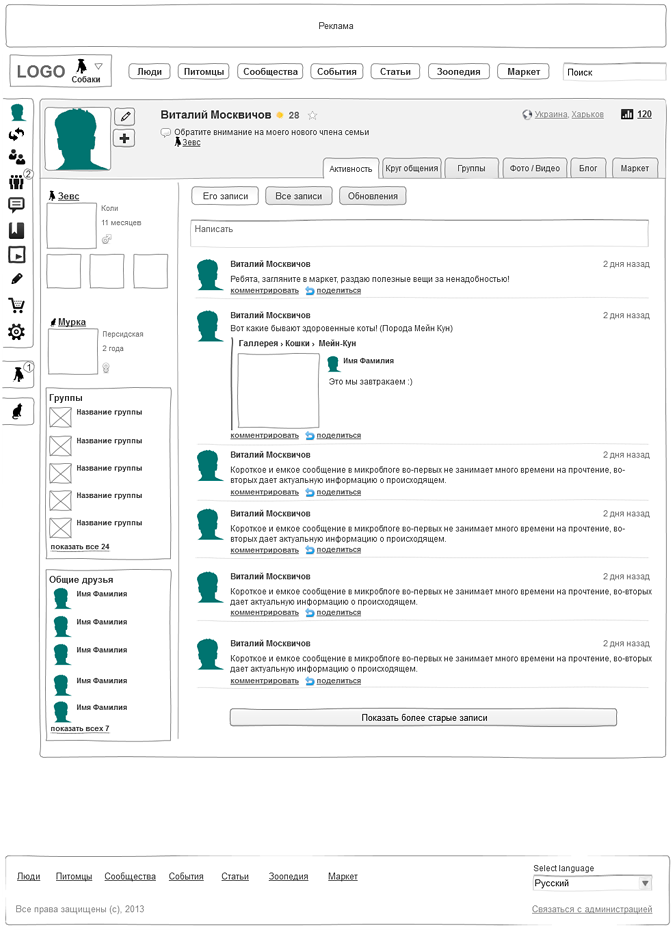 Реклама
LOGO
Собаки
Люди
Питомцы
Сообщества
События
Статьи
Зоопедия
Маркет
Поиск
Виталий Москвичов 28
Украина, Харьков
120
Обратите внимание на моего нового члена семьи
Зевс
Активность
Круг общения
Группы
Фото / Видео
Блог
Маркет
2
1
Зевс
Коли
11 месяцев
Мурка
Персидская
2 года
Группы
Название группы
Название группы
Название группы
Название группы
Название группы
показать все 24
Общие друзья
Имя Фамилия
Имя Фамилия
Имя Фамилия
Имя Фамилия
Имя Фамилия
показать всех 7
Его записи
Все записи
Обновления
Написать
Виталий Москвичов 2 дня назад
Ребята, загляните в маркет, раздаю полезные вещи за ненадобностью!
комментировать поделиться
Виталий Москвичов 2 дня назад
Вот какие бывают здоровенные коты! (Порода Мейн Кун)
Галлерея › Кошки › Мейн-Кун
Имя Фамилия
Это мы завтракаем :)
комментировать поделиться
Виталий Москвичов 2 дня назад
Короткое и емкое сообщение в микроблоге во-первых не занимает много времени на прочтение, во-
вторых дает актуальную информацию о происходящем.
комментировать поделиться
Виталий Москвичов 2 дня назад
Короткое и емкое сообщение в микроблоге во-первых не занимает много времени на прочтение, во-
вторых дает актуальную информацию о происходящем.
комментировать поделиться
Виталий Москвичов 2 дня назад
Короткое и емкое сообщение в микроблоге во-первых не занимает много времени на прочтение, во-вторых
дает актуальную информацию о происходящем.
комментировать поделиться
Виталий Москвичов 2 дня назад
Короткое и емкое сообщение в микроблоге во-первых не занимает много времени на прочтение, во-вторых
дает актуальную информацию о происходящем.
комментировать поделиться
Показать более старые записи
Люди
Питомцы
Сообщества
События
Статьи
Зоопедия
Маркет
Select language
Русский
Все права защищены (с), 2013
Связаться с администрацией